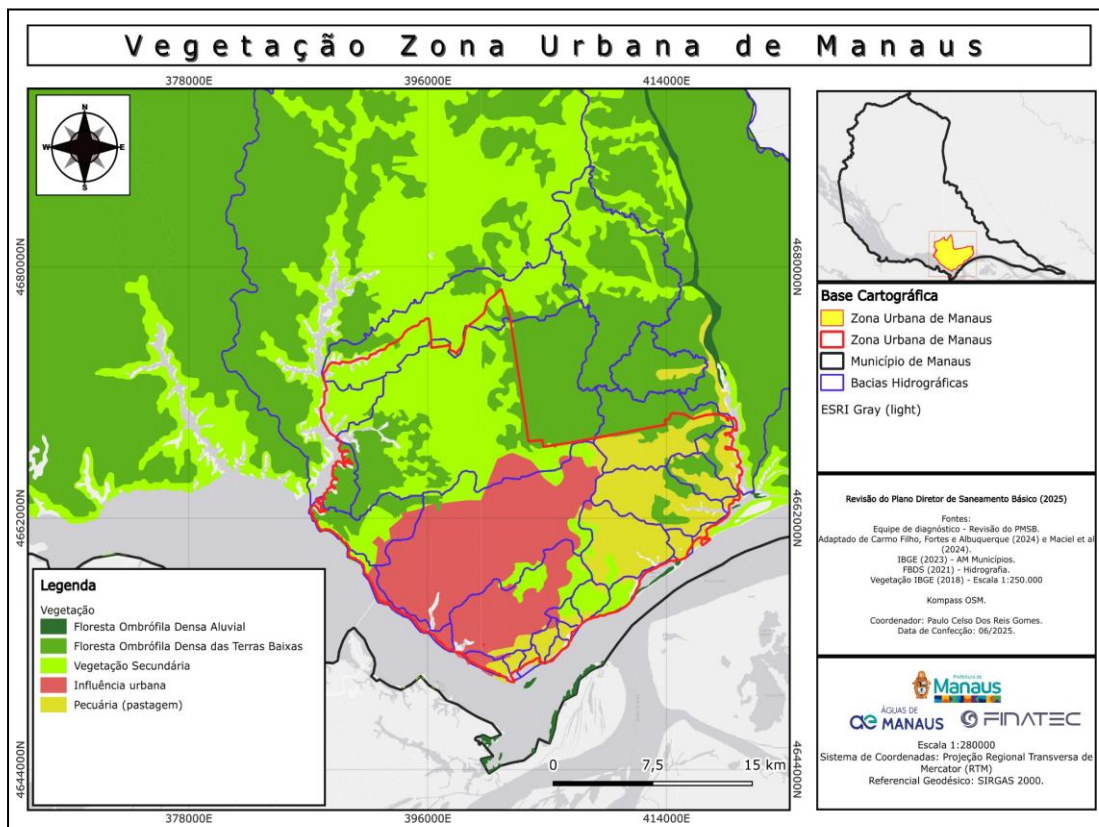 Vegetação Zona Urbana de Manaus
378000E
396000E
414000E
N
W
E
S
4680000N
4680000N
4662000N
4662000N
4644000N
4644000N
Legenda
Vegetação
Floresta Ombrófila Densa Aluvial
Floresta Ombrófila Densa das Terras Baixas
Vegetação Secundária
Influência urbana
Pecuária (pastagem)
0
7,5
15 km
378000E
396000E
414000E
Base Cartográfica
Zona Urbana de Manaus
Zona Urbana de Manaus
Município de Manaus
Bacias Hidrográficas
ESRI Gray (light)
Revisão do Plano Diretor de Saneamento Básico (2025)
Fontes:
Equipe de diagnóstico - Revisão do PMSB.
Adaptado de Carmo Filho, Fortes e Albuquerque (2024) e Maciel et al
(2024).
IBGE (2023) - AM Municípios.
FBDS (2021) - Hidrografia.
Vegetação IBGE (2018) - Escala 1:250.000
Kompass OSM.
Coordenador: Paulo Celso Dos Reis Gomes.
Data de Confecção: 06/2025.
Prefeitura de
Manaus
ÁGUAS DE
MANAUS
FINATEC
Escala 1:280000
Sistema de Coordenadas: Projeção Regional Transversa de
Mercator (RTM)
Referencial Geodésico: SIRGAS 2000.